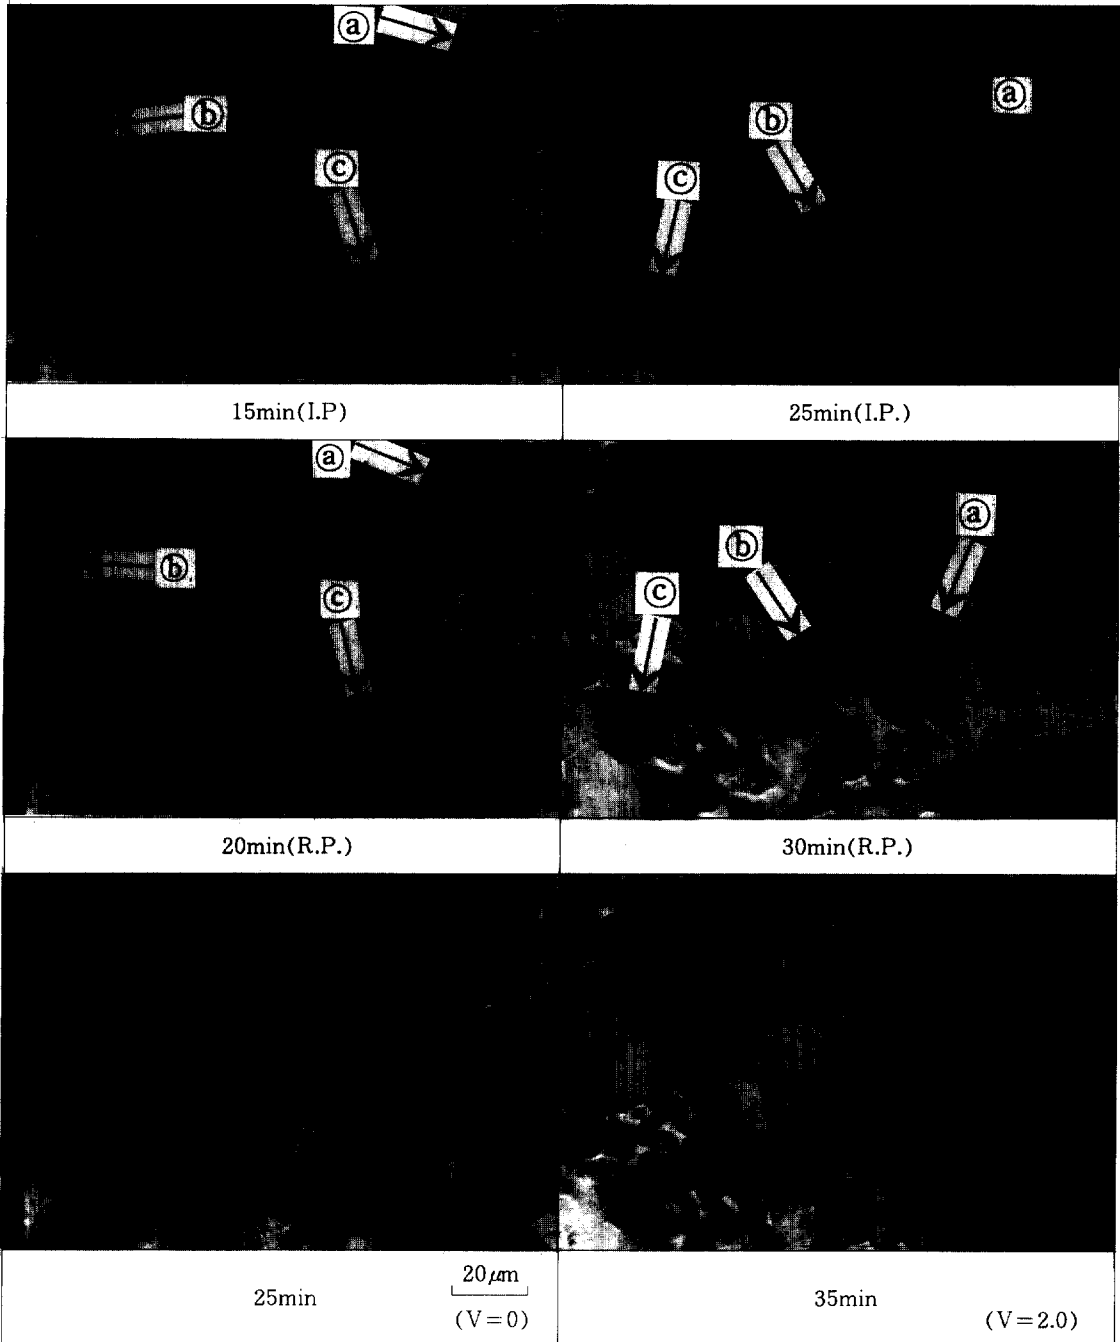 ⓐ
ⓑ
ⓒ
ⓐ
ⓑ
ⓒ
15min(I.P)
25min(I.P.)
ⓐ
ⓑ
ⓒ
ⓐ
ⓑ
ⓒ
20min(R.P.)
30min(R.P.)
25min
20μm
(V=0)
35min
(V=2.0)